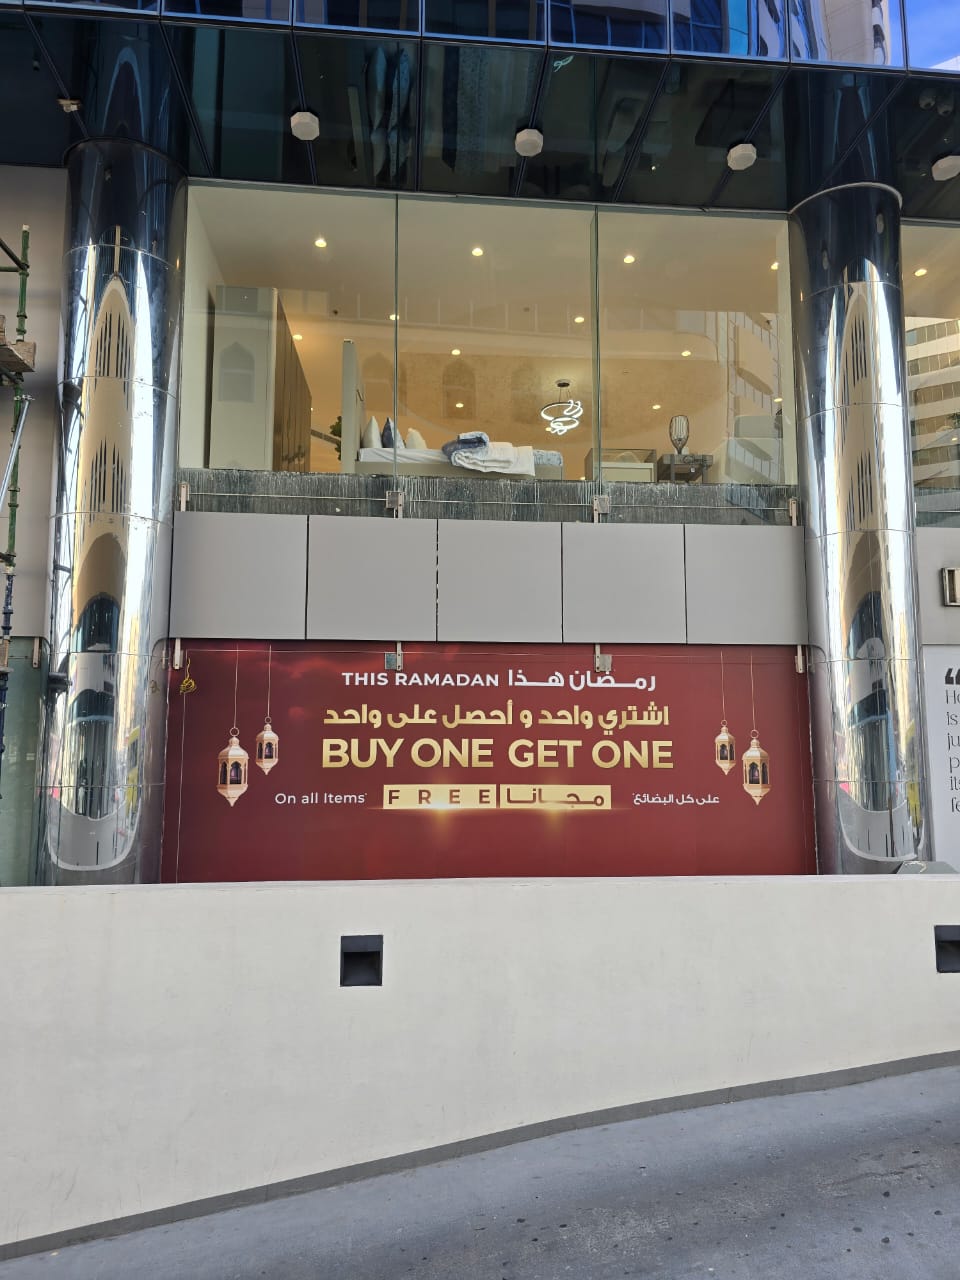 THIS RAMADAN رمضان هذا
اشتري واحد و أحصل على واحد
BUY ONE GET ONE
On all Items* FREE مجانا على كل البضائع*
“
is